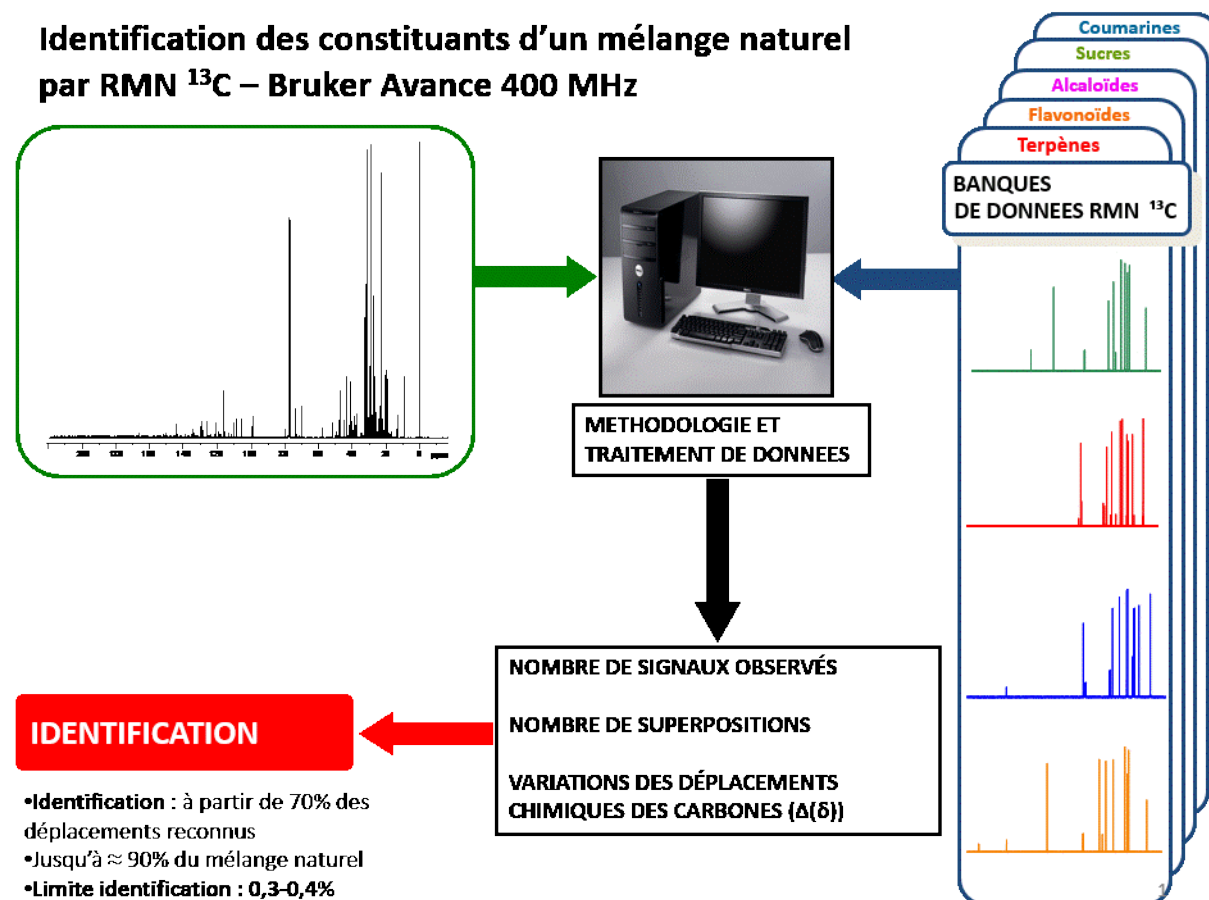 Identification des constituants d’un mélange naturel
par RMN ¹³C – Bruker Avance 400 MHz
Coumarines
Sucres
Alcaloïdes
Flavonoïdes
Terpènes
BANQUES
DE DONNEES RMN ¹³C
METHODOLOGIE ET
TRAITEMENT DE DONNEES
NOMBRE DE SIGNAUX OBSERVÉS
NOMBRE DE SUPERPOSITIONS
VARIATIONS DES DÉPLACEMENTS
CHIMIQUES DES CARBONES (Δ(δ))
IDENTIFICATION
•Identification : à partir de 70% des
déplacements reconnus
•Jusqu’à ≈ 90% du mélange naturel
•Limite identification : 0,3-0,4%
1